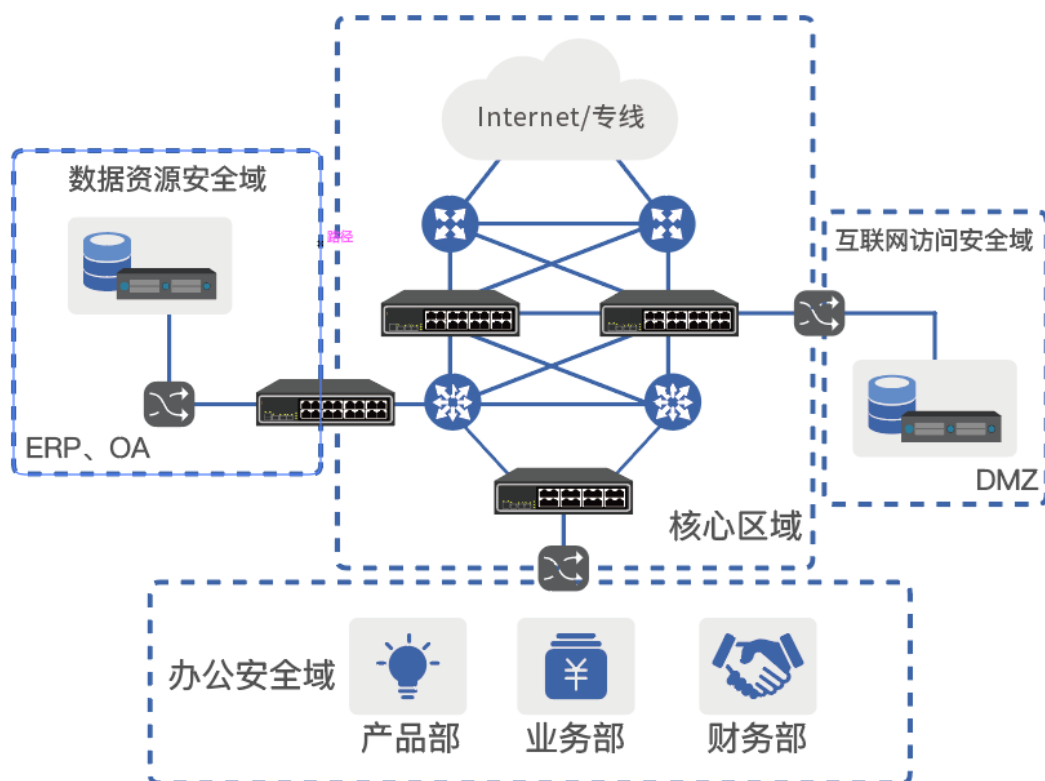 Internet/专线
数据资源安全域
路径
互联网访问安全域
ERP、OA
DMZ
核心区域
办公安全域
¥
产品部
业务部
财务部